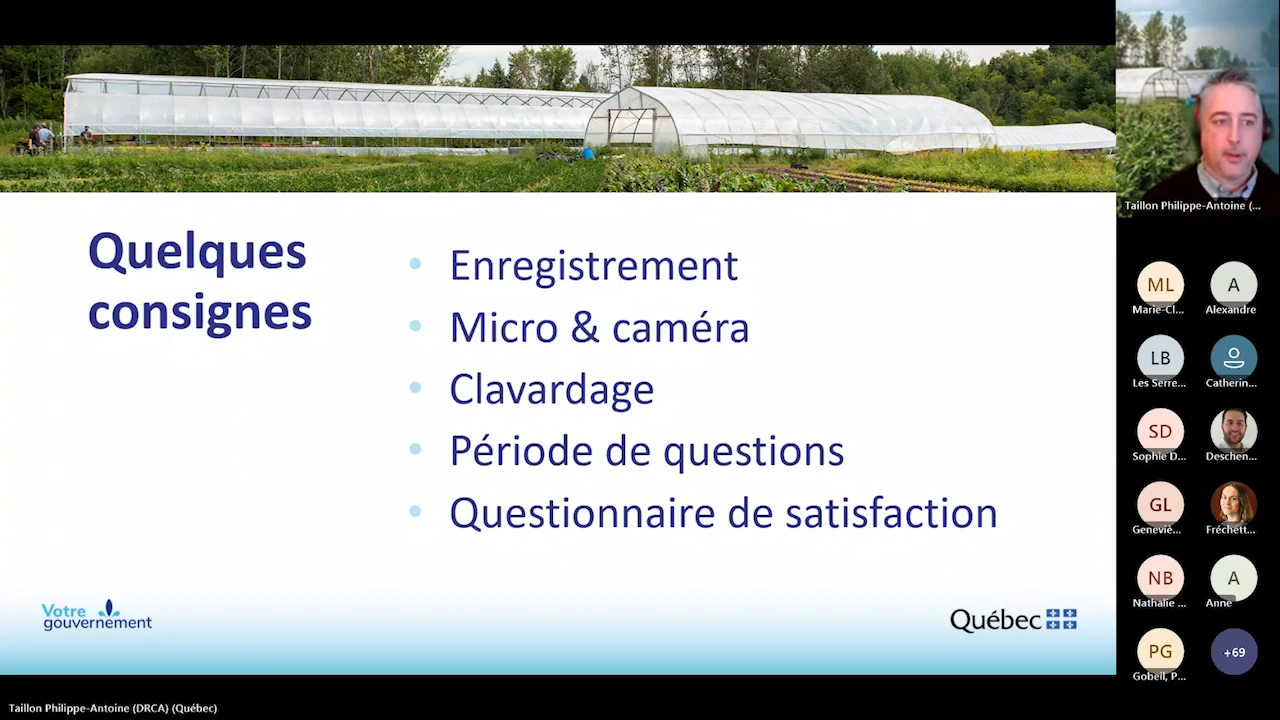 Quelques
consignes
• Enregistrement
• Micro & caméra
• Clavardage
• Période de questions
• Questionnaire de satisfaction
Votre
gouvernement
Québec
Taillon Philippe-Antoine (...
ML
Marie-Cl...
A
Alexandre
LB
Les Serre...
Catherin...
SD
Sophie D...
Deschen...
GL
Geneviè...
Fréchett...
NB
Nathalie ...
A
Anne
PG
Gobeil, P...
+69
Taillon Philippe-Antoine (DRCA) (Québec)